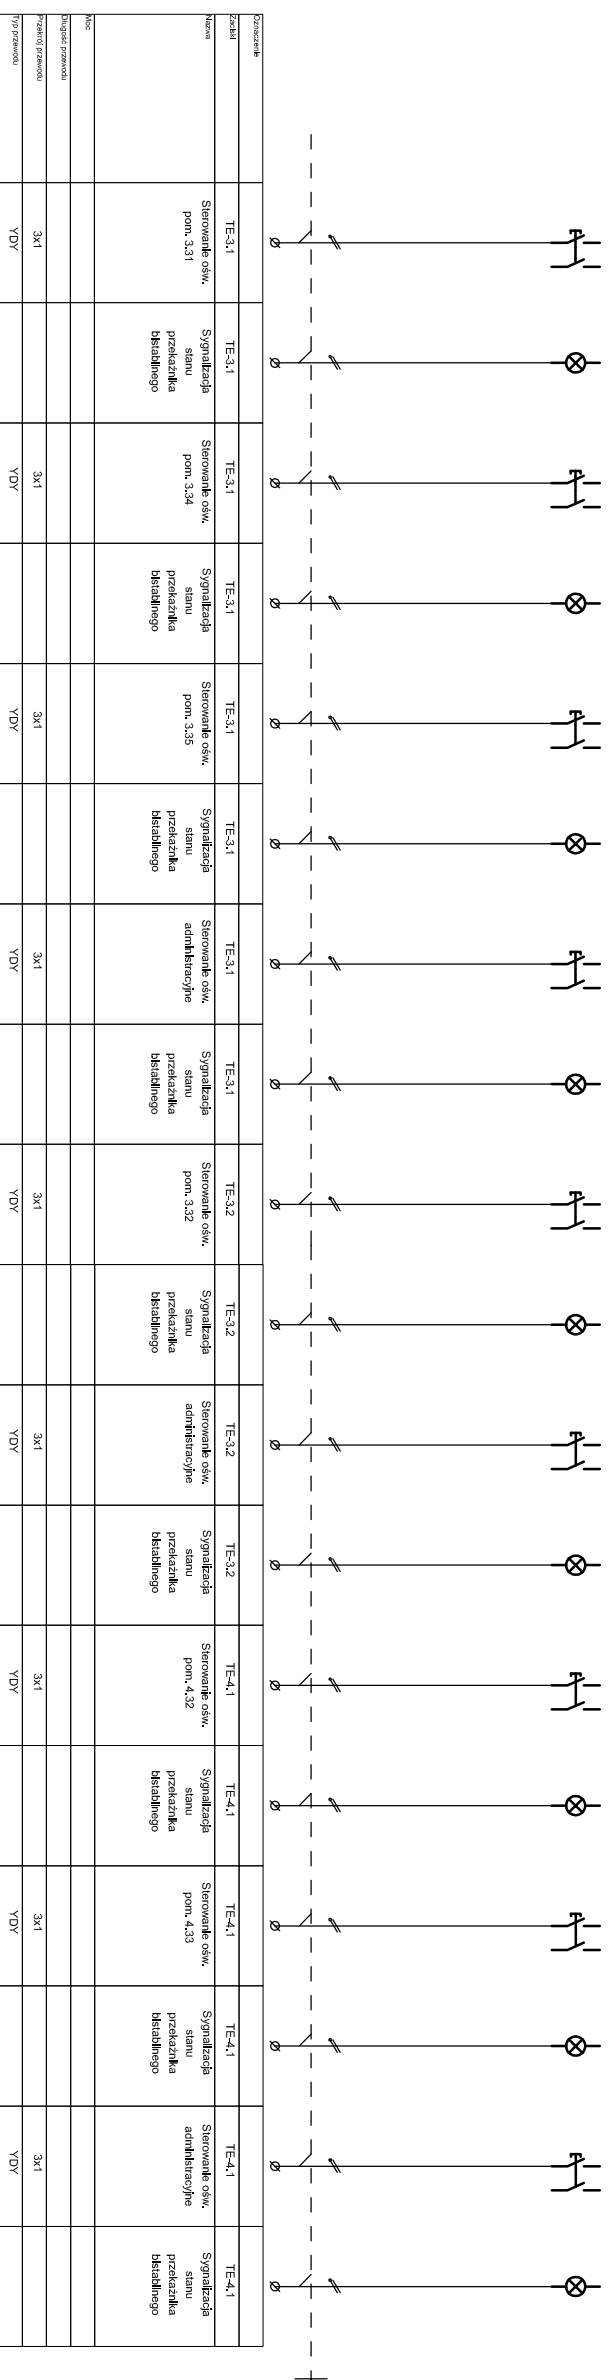 Oznaczenie
Zaciski
Nazwa
Moc
Długość przewodu
Przekrój przewodu
Typ przewodu
TE-3.1
Sterowanie ośw.
pom. 3.31
3x1
YDY
TE-3.1
Sygnalizacja
stanu
przekaźnika
bistabilnego
TE-3.1
Sterowanie ośw.
pom. 3.34
3x1
YDY
TE-3.1
Sygnalizacja
stanu
przekaźnika
bistabilnego
TE-3.1
Sterowanie ośw.
pom. 3.35
3x1
YDY
TE-3.1
Sygnalizacja
stanu
przekaźnika
bistabilnego
TE-3.1
Sterowanie ośw.
administracyjne
3x1
YDY
TE-3.1
Sygnalizacja
stanu
przekaźnika
bistabilnego
TE-3.2
Sterowanie ośw.
pom. 3.32
3x1
YDY
TE-3.2
Sygnalizacja
stanu
przekaźnika
bistabilnego
TE-3.2
Sterowanie ośw.
administracyjne
3x1
YDY
TE-3.2
Sygnalizacja
stanu
przekaźnika
bistabilnego
TE-4.1
Sterowanie ośw.
pom. 4.32
3x1
YDY
TE-4.1
Sygnalizacja
stanu
przekaźnika
bistabilnego
TE-4.1
Sterowanie ośw.
pom. 4.33
3x1
YDY
TE-4.1
Sygnalizacja
stanu
przekaźnika
bistabilnego
TE-4.1
Sterowanie ośw.
administracyjne
3x1
YDY
TE-4.1
Sygnalizacja
stanu
przekaźnika
bistabilnego